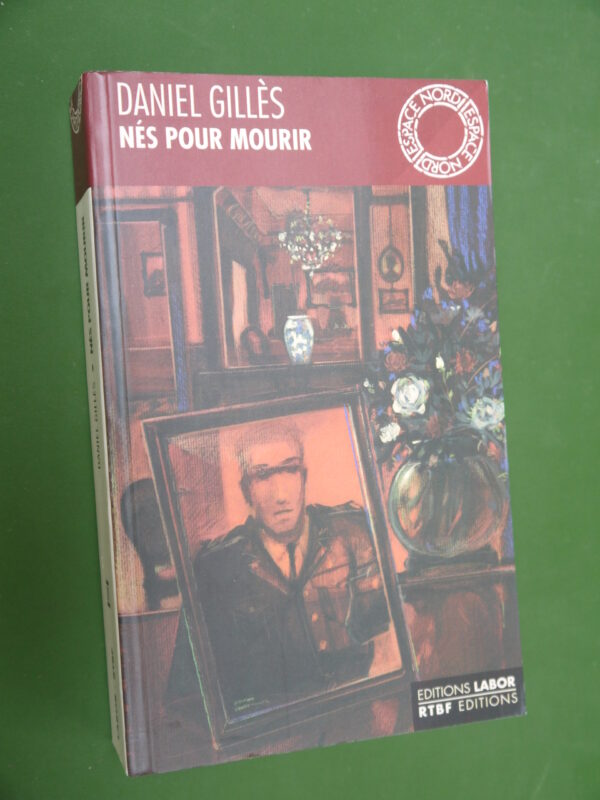 DANIEL GILLÈS
NÉS POUR MOURIR
ESPACE NORD
ESPACE NORD
EDITIONS LABOR
RTBF EDITIONS
DANIEL GILLÈS - NÉS POUR MOURIR